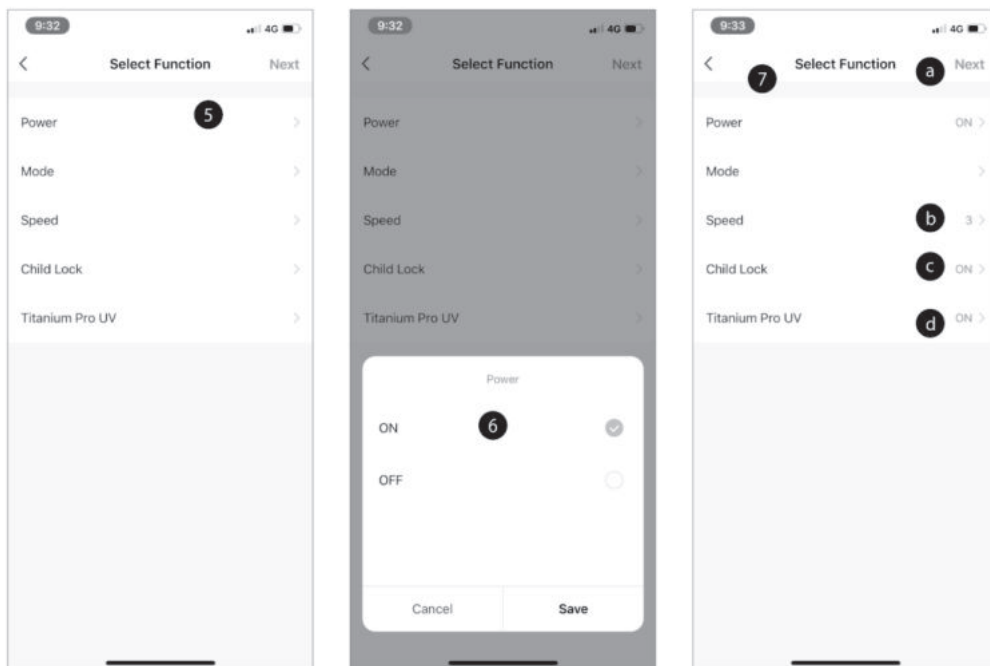 9:32
4G
Select Function
Next
5
Power
Mode
Speed
Child Lock
Titanium Pro UV
9:32
4G
Select Function
Next
Power
Mode
Speed
Child Lock
Titanium Pro UV
Power
6
ON
OFF
Cancel
Save
9:33
4G
7
Select Function
a
Next
Power
ON
Mode
Speed
b
3
Child Lock
c
ON
Titanium Pro UV
d
ON